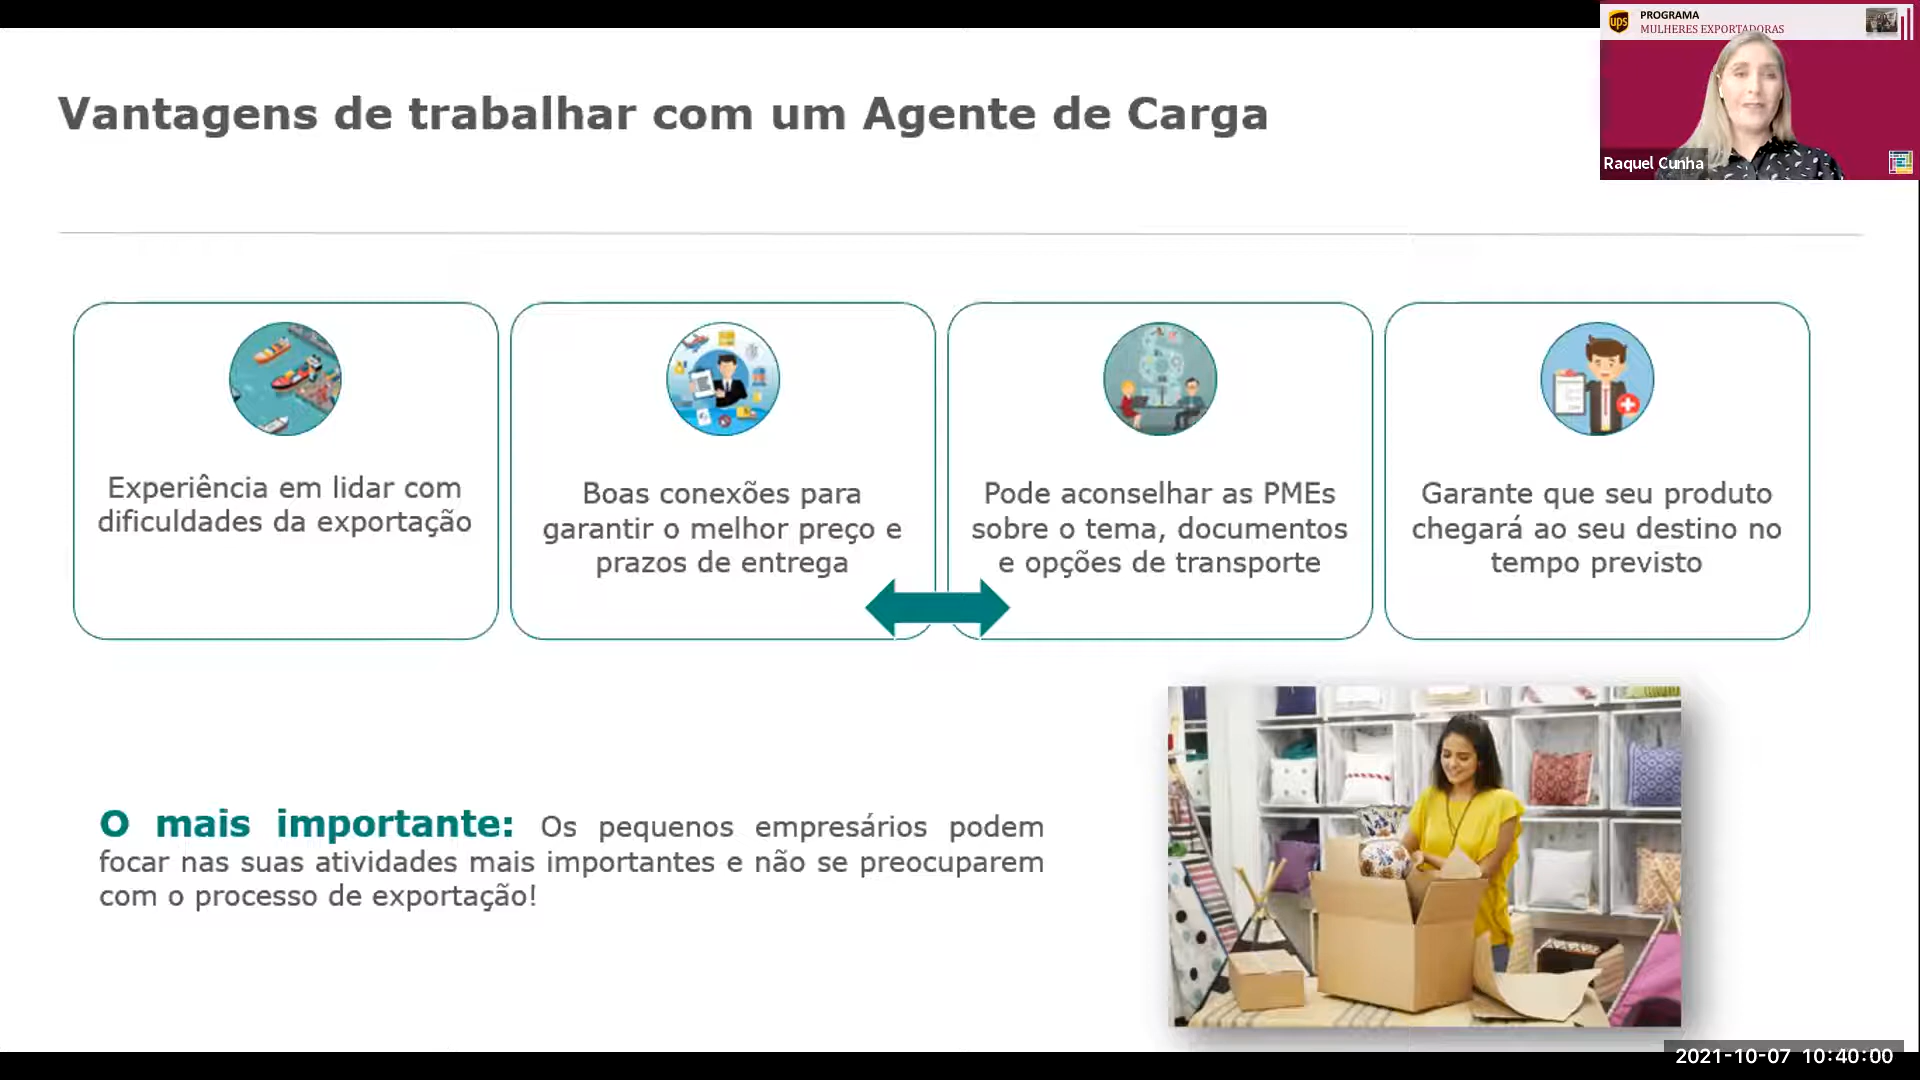 ups
PROGRAMA
MULHERES EXPORTADORAS
Raquel Cunha
Vantagens de trabalhar com um Agente de Carga
Experiência em lidar com
dificuldades da exportação
Boas conexões para
garantir o melhor preço e
prazos de entrega
Pode aconselhar as PMEs
sobre o tema, documentos
e opções de transporte
Garante que seu produto
chegará ao seu destino no
tempo previsto
O mais importante: Os pequenos empresários podem
focar nas suas atividades mais importantes e não se preocuparem
com o processo de exportação!
2021-10-07 10:40:00